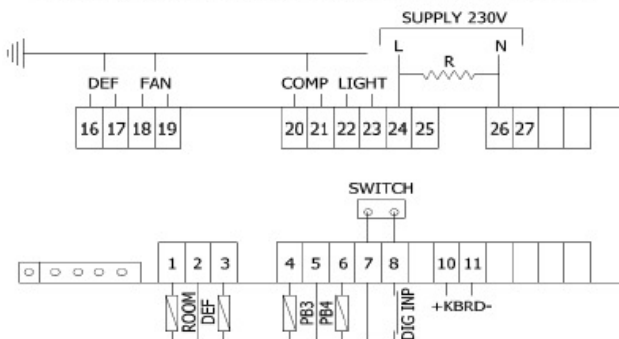 SUPPLY 230V
L N
R
DEF FAN COMP LIGHT
16 17 18 19 20 21 22 23 24 25 26 27
SWITCH
1 2 3 4 5 6 7 8 10 11
ROOM DEF PB3 PB4 DIG INP +KBRD-